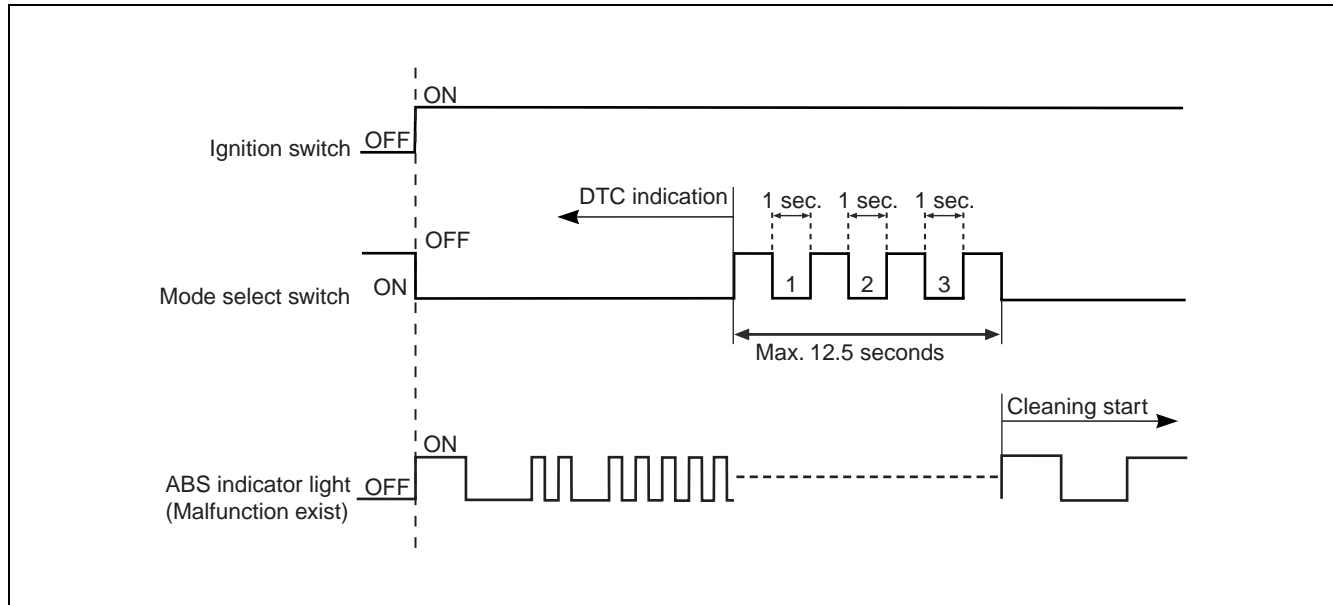 ON
Ignition switch
OFF
DTC indication
1 sec.
1 sec.
1 sec.
OFF
Mode select switch
ON
1
2
3
Max. 12.5 seconds
Cleaning start
ON
ABS indicator light
(Malfunction exist)
OFF